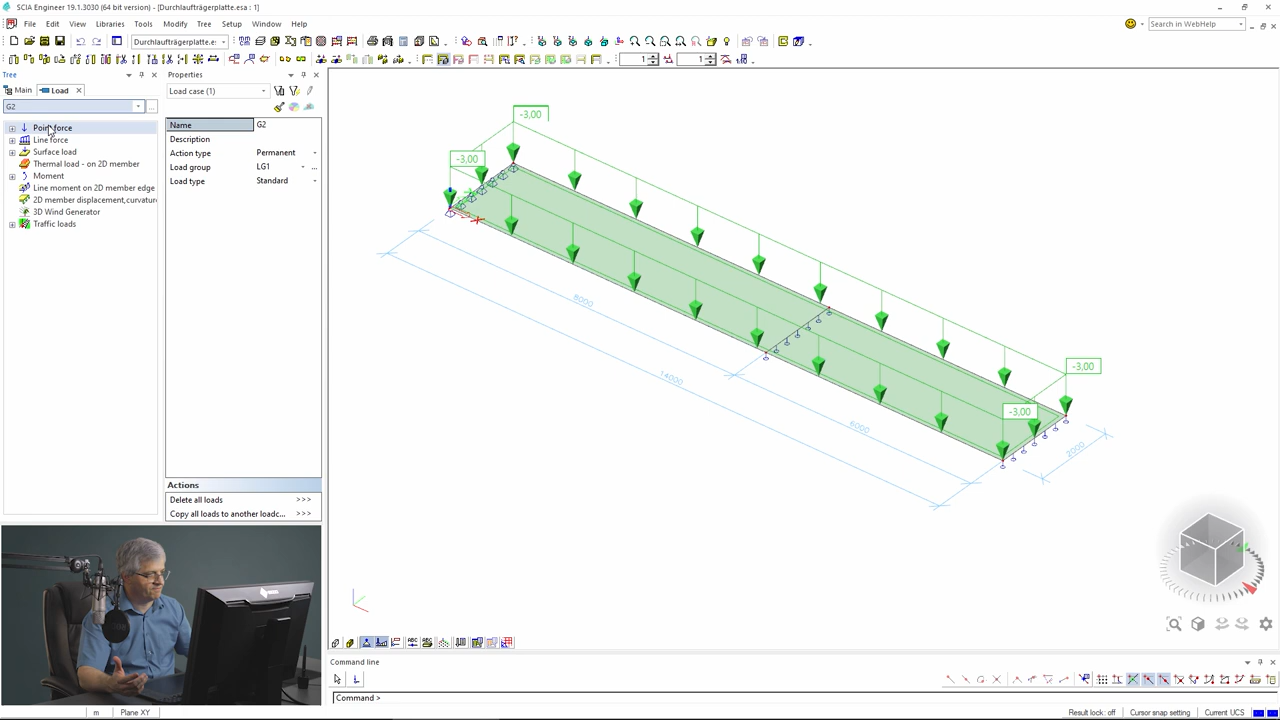 SCIA Engineer 19.1.3030 (64 bit version) - [Durchlaufträgerplatte.esa : 1]
File Edit View Libraries Tools Modify Tree Setup Window Help
Search in WebHelp
Durchlaufträgerplatte.e
1 1
Tree
Main Load
G2
Point force
Line force
Surface load
Thermal load - on 2D member
Moment
Line moment on 2D member edge
2D member displacement,curvature
3D Wind Generator
Traffic loads
Properties
Load case (1)
Name G2
Description
Action type Permanent
Load group LG1 ...
Load type Standard
Actions
Delete all loads >>>
Copy all loads to another loadc... >>>
-3,00
-3,00
-3,00
-3,00
8000
14000
6000
2000
Command line
Command >
m Plane XY Result lock: off Cursor snap setting Current UCS